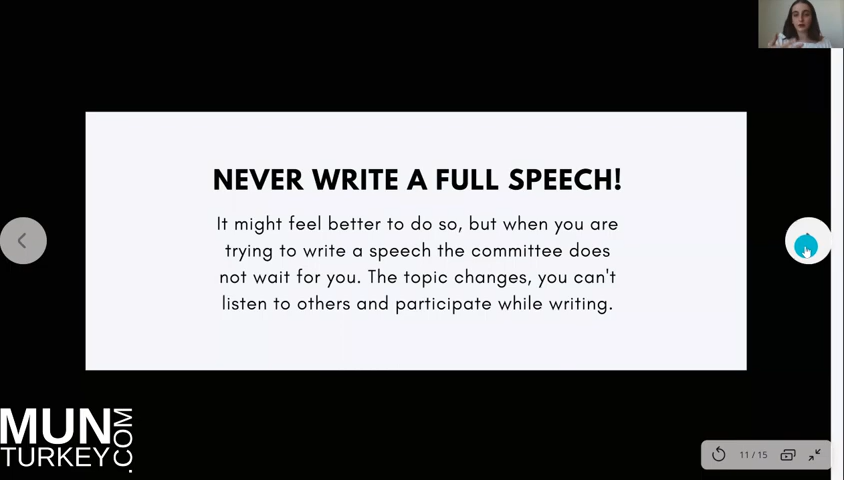 NEVER WRITE A FULL SPEECH!
It might feel better to do so, but when you are
trying to write a speech the committee does
not wait for you. The topic changes, you can't
listen to others and participate while writing.
MUN
TURKEY
.COM
11 / 15